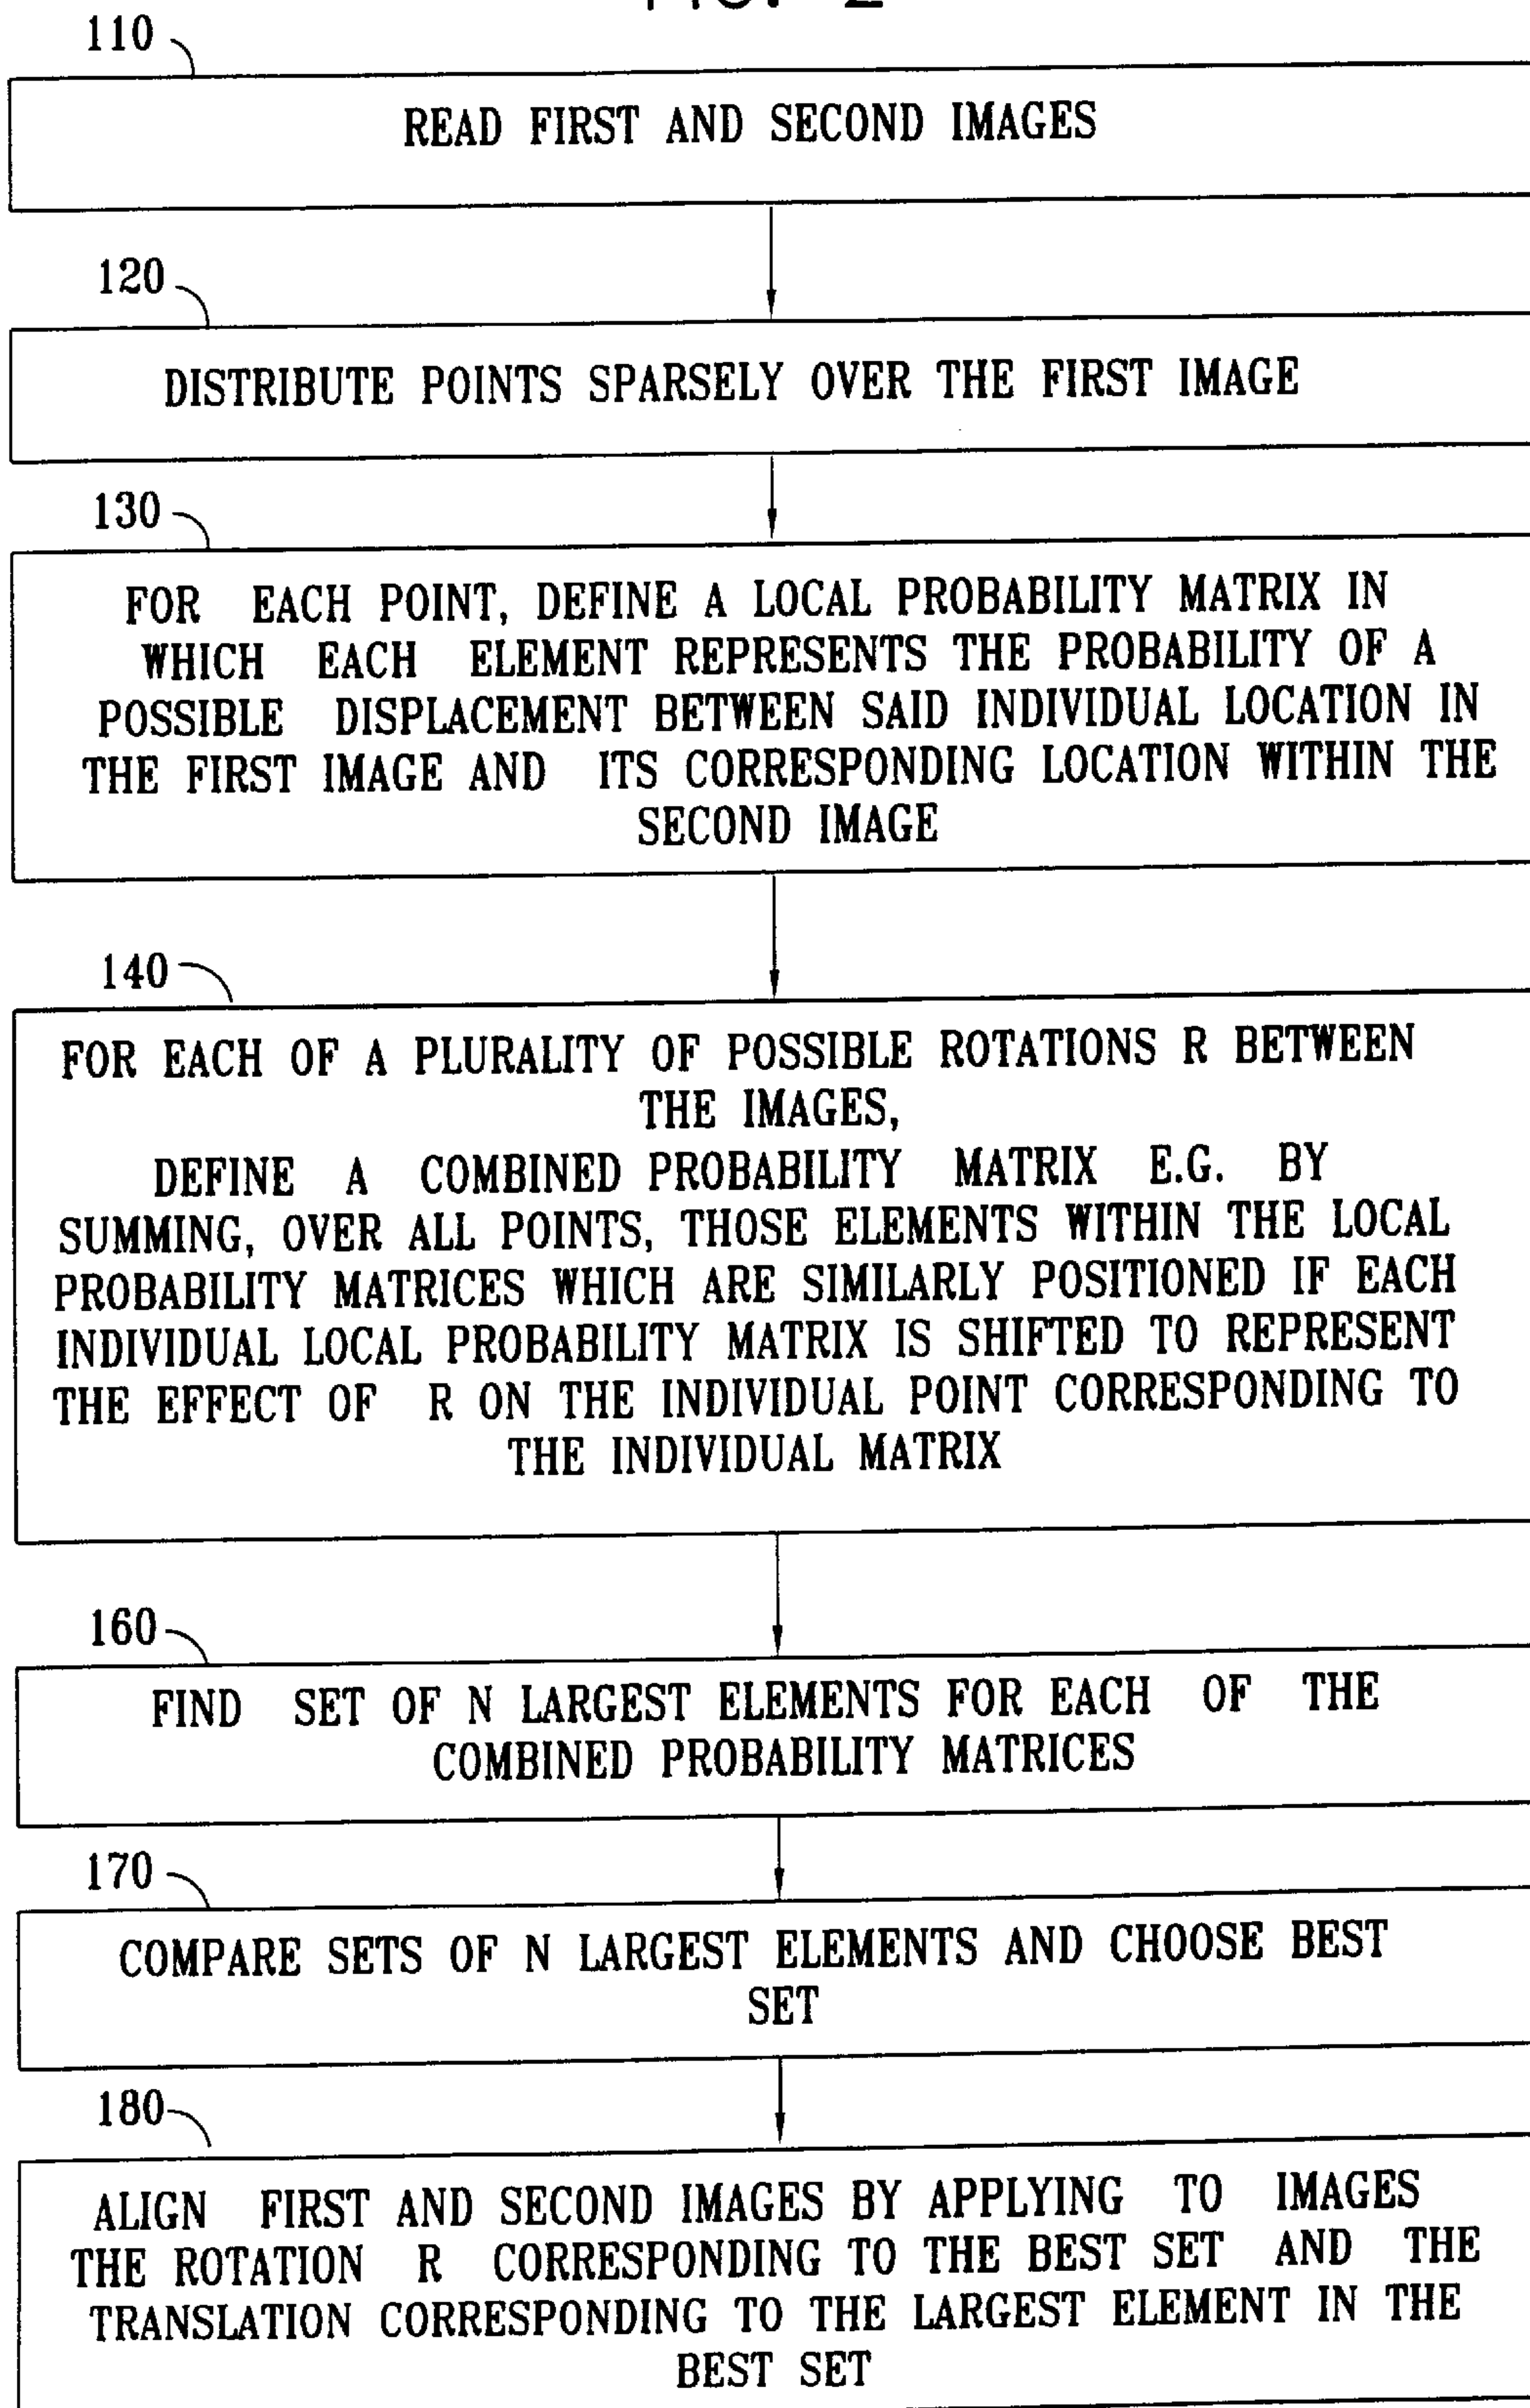 FIG. 2
110
READ FIRST AND SECOND IMAGES
120
DISTRIBUTE POINTS SPARSELY OVER THE FIRST IMAGE
130
FOR EACH POINT, DEFINE A LOCAL PROBABILITY MATRIX IN
WHICH EACH ELEMENT REPRESENTS THE PROBABILITY OF A
POSSIBLE DISPLACEMENT BETWEEN SAID INDIVIDUAL LOCATION IN
THE FIRST IMAGE AND ITS CORRESPONDING LOCATION WITHIN THE
SECOND IMAGE
140
FOR EACH OF A PLURALITY OF POSSIBLE ROTATIONS R BETWEEN
THE IMAGES,
DEFINE A COMBINED PROBABILITY MATRIX E.G. BY
SUMMING, OVER ALL POINTS, THOSE ELEMENTS WITHIN THE LOCAL
PROBABILITY MATRICES WHICH ARE SIMILARLY POSITIONED IF EACH
INDIVIDUAL LOCAL PROBABILITY MATRIX IS SHIFTED TO REPRESENT
THE EFFECT OF R ON THE INDIVIDUAL POINT CORRESPONDING TO
THE INDIVIDUAL MATRIX
160
FIND SET OF N LARGEST ELEMENTS FOR EACH OF THE
COMBINED PROBABILITY MATRICES
170
COMPARE SETS OF N LARGEST ELEMENTS AND CHOOSE BEST
SET
180
ALIGN FIRST AND SECOND IMAGES BY APPLYING TO IMAGES
THE ROTATION R CORRESPONDING TO THE BEST SET AND THE
TRANSLATION CORRESPONDING TO THE LARGEST ELEMENT IN THE
BEST SET